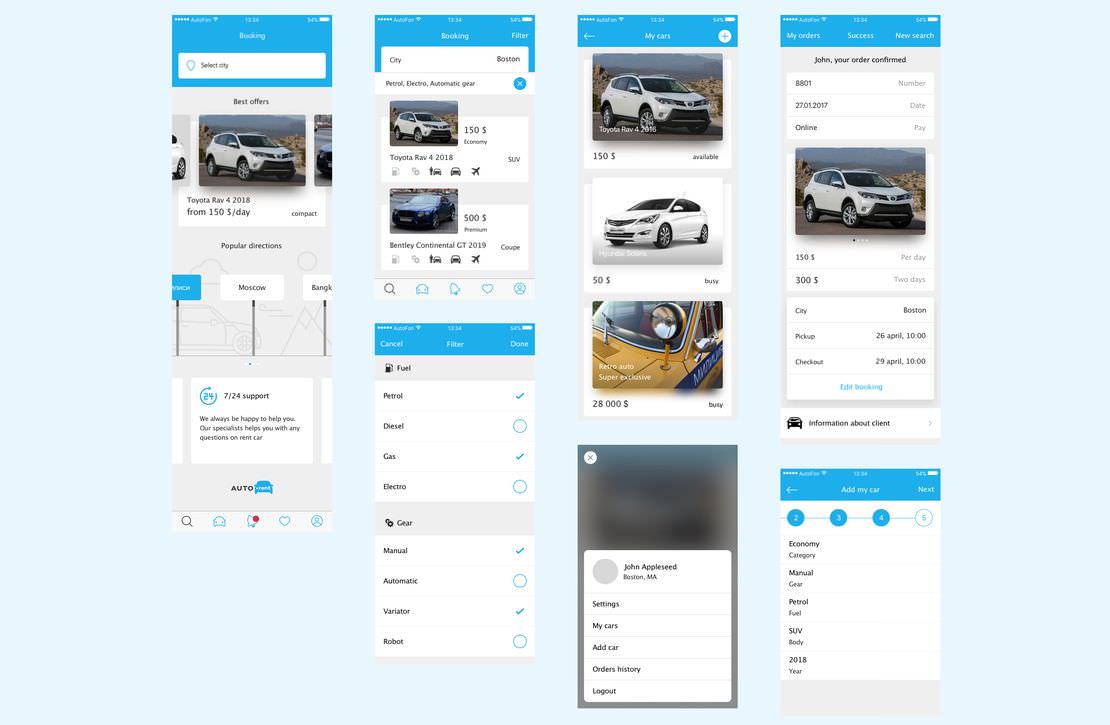 AutoFon 13:34 54%
Booking
Select city
Best offers
Toyota Rav 4 2018
from 150 $/day compact
Popular directions
Moscow
Bangk
24 7/24 support
We always be happy to help you.
Our specialists helps you with any
questions on rent car
AUTO rent
AutoFon 13:34 54%
Booking Filter
City Boston
Petrol, Electro, Automatic gear
150 $
Economy
Toyota Rav 4 2018 SUV
500 $
Premium
Bentley Continental GT 2019 Coupe
AutoFon 13:34 54%
Cancel Filter Done
Fuel
Petrol
Diesel
Gas
Electro
Gear
Manual
Automatic
Variator
Robot
AutoFon 13:34 54%
My cars
Toyota Rav 4 2016
150 $ available
Hyundai Solaris
50 $ busy
Retro auto
Super exclusive
28 000 $ busy
John Appleseed
Boston, MA
Settings
My cars
Add car
Orders history
Logout
AutoFon 13:34 54%
My orders Success New search
John, your order confirmed
8801 Number
27.01.2017 Date
Online Pay
150 $ Per day
300 $ Two days
City Boston
Pickup 26 april, 10:00
Checkout 29 april, 10:00
Edit booking
Information about client
AutoFon 13:34 54%
Add my car Next
2 3 4 5
Economy
Category
Manual
Gear
Petrol
Fuel
SUV
Body
2018
Year